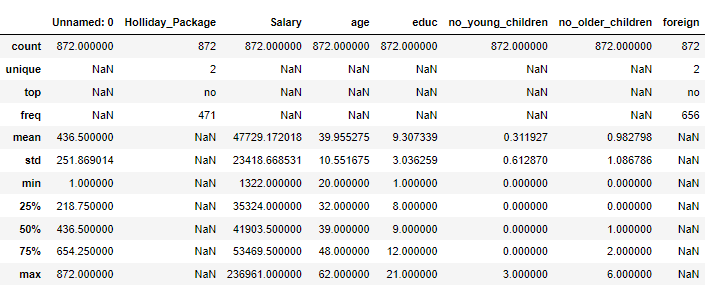 Unnamed: 0 Holliday_Package Salary age educ no_young_children no_older_children foreign
count 872.000000 872 872.000000 872.000000 872.000000 872.000000 872.000000 872
unique NaN 2 NaN NaN NaN NaN NaN 2
top NaN no NaN NaN NaN NaN NaN no
freq NaN 471 NaN NaN NaN NaN NaN 656
mean 436.500000 NaN 47729.172018 39.955275 9.307339 0.311927 0.982798 NaN
std 251.869014 NaN 23418.668531 10.551675 3.036259 0.612870 1.086786 NaN
min 1.000000 NaN 1322.000000 20.000000 1.000000 0.000000 0.000000 NaN
25% 218.750000 NaN 35324.000000 32.000000 8.000000 0.000000 0.000000 NaN
50% 436.500000 NaN 41903.500000 39.000000 9.000000 0.000000 1.000000 NaN
75% 654.250000 NaN 53469.500000 48.000000 12.000000 0.000000 2.000000 NaN
max 872.000000 NaN 236961.000000 62.000000 21.000000 3.000000 6.000000 NaN